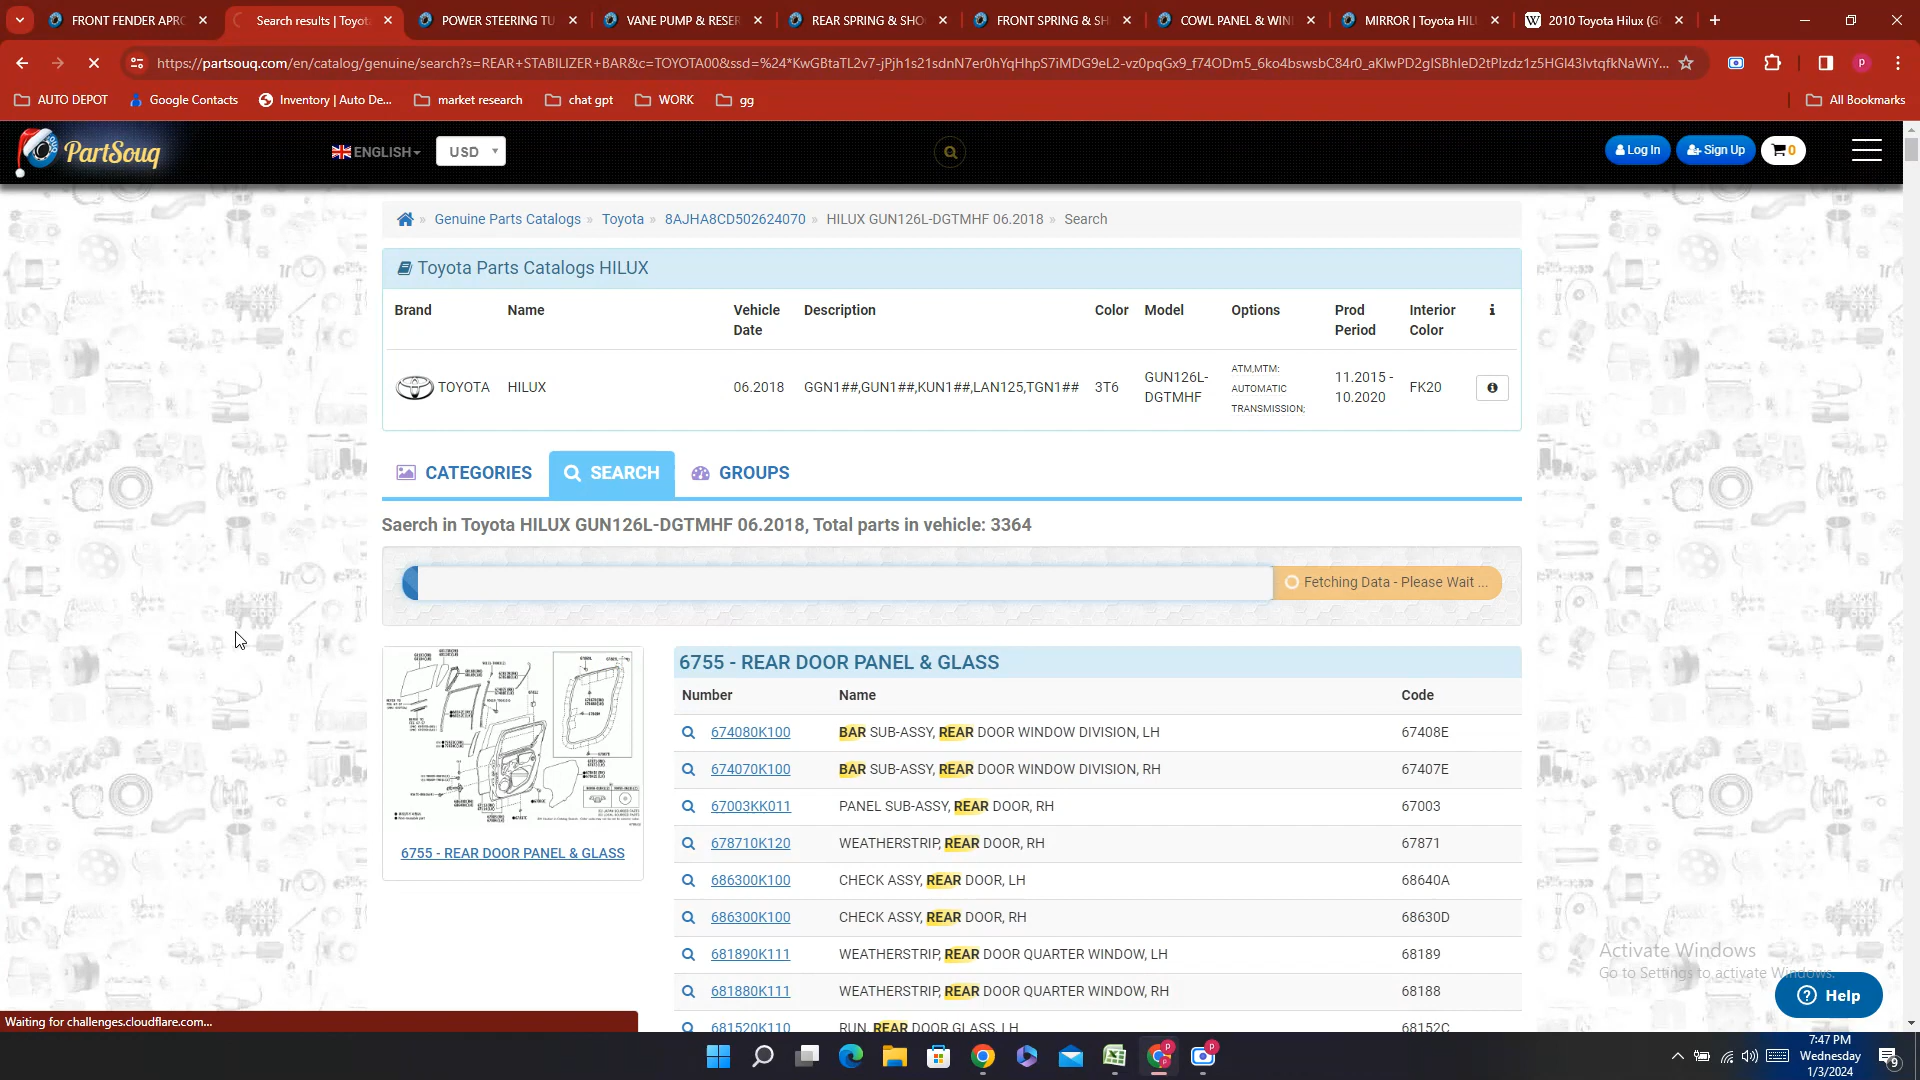 FRONT FENDER APRO
Search results | Toyota
POWER STEERING TU
VANE PUMP & RESER
REAR SPRING & SHO
FRONT SPRING & SH
COWL PANEL & WIN
MIRROR | Toyota HIL
2010 Toyota Hilux (G
https://partsouq.com/en/catalog/genuine/search?s=REAR+STABILIZER+BAR&c=TOYOTA00&ssd=%24*KwGBtaTL2v7-jPjh1s21sdnN7er0hYqHhpS7iMDG9eL2-vz0pqGx9_f74ODm5_6ko4bswsbC84r0_aKlwPD2glSBhleD2tPlzdz1z5HGl43lvtqfkNaWiY...
AUTO DEPOT
Google Contacts
Inventory | Auto De...
market research
chat gpt
WORK
gg
All Bookmarks
PartSouq
ENGLISH
USD
Log In
Sign Up
0
» Genuine Parts Catalogs » Toyota » 8AJHA8CD502624070 » HILUX GUN126L-DGTMHF 06.2018 » Search
Toyota Parts Catalogs HILUX
Brand Name Vehicle Date Description Color Model Options Prod Period Interior Color
TOYOTA HILUX 06.2018 GGN1##,GUN1##,KUN1##,LAN125,TGN1## 3T6 GUN126L-DGTMHF ATM,MTM: AUTOMATIC TRANSMISSION; 11.2015 - 10.2020 FK20
CATEGORIES
SEARCH
GROUPS
Saerch in Toyota HILUX GUN126L-DGTMHF 06.2018, Total parts in vehicle: 3364
Fetching Data - Please Wait ...
6755 - REAR DOOR PANEL & GLASS
6755 - REAR DOOR PANEL & GLASS
Number Name Code
674080K100 BAR SUB-ASSY, REAR DOOR WINDOW DIVISION, LH 67408E
674070K100 BAR SUB-ASSY, REAR DOOR WINDOW DIVISION, RH 67407E
67003KK011 PANEL SUB-ASSY, REAR DOOR, RH 67003
678710K120 WEATHERSTRIP, REAR DOOR, RH 67871
686300K100 CHECK ASSY, REAR DOOR, LH 68640A
686300K100 CHECK ASSY, REAR DOOR, RH 68630D
681890K111 WEATHERSTRIP, REAR DOOR QUARTER WINDOW, LH 68189
681880K111 WEATHERSTRIP, REAR DOOR QUARTER WINDOW, RH 68188
681520K110 RUN, REAR DOOR GLASS, LH 68152C
Activate Windows
Go to Settings to activate Windows.
Help
Waiting for challenges.cloudflare.com...
7:47 PM
Wednesday
1/3/2024
9